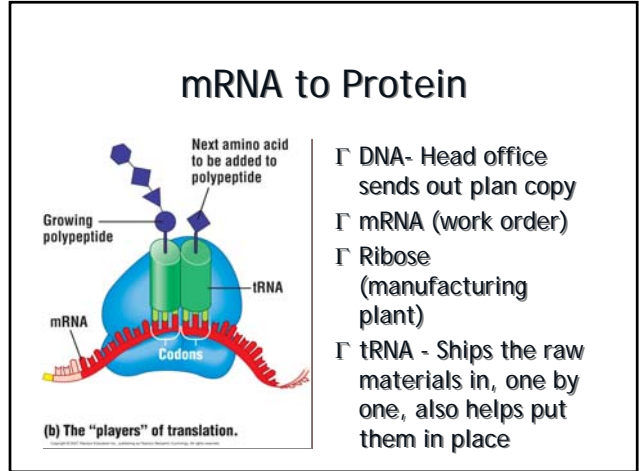 mRNA to Protein
Next amino acid
to be added to
polypeptide
Growing
polypeptide
tRNA
mRNA
Codons
(b) The "players" of translation.
Γ DNA- Head office
sends out plan copy
Γ mRNA (work order)
Γ Ribose
(manufacturing
plant)
Γ tRNA - Ships the raw
materials in, one by
one, also helps put
them in place